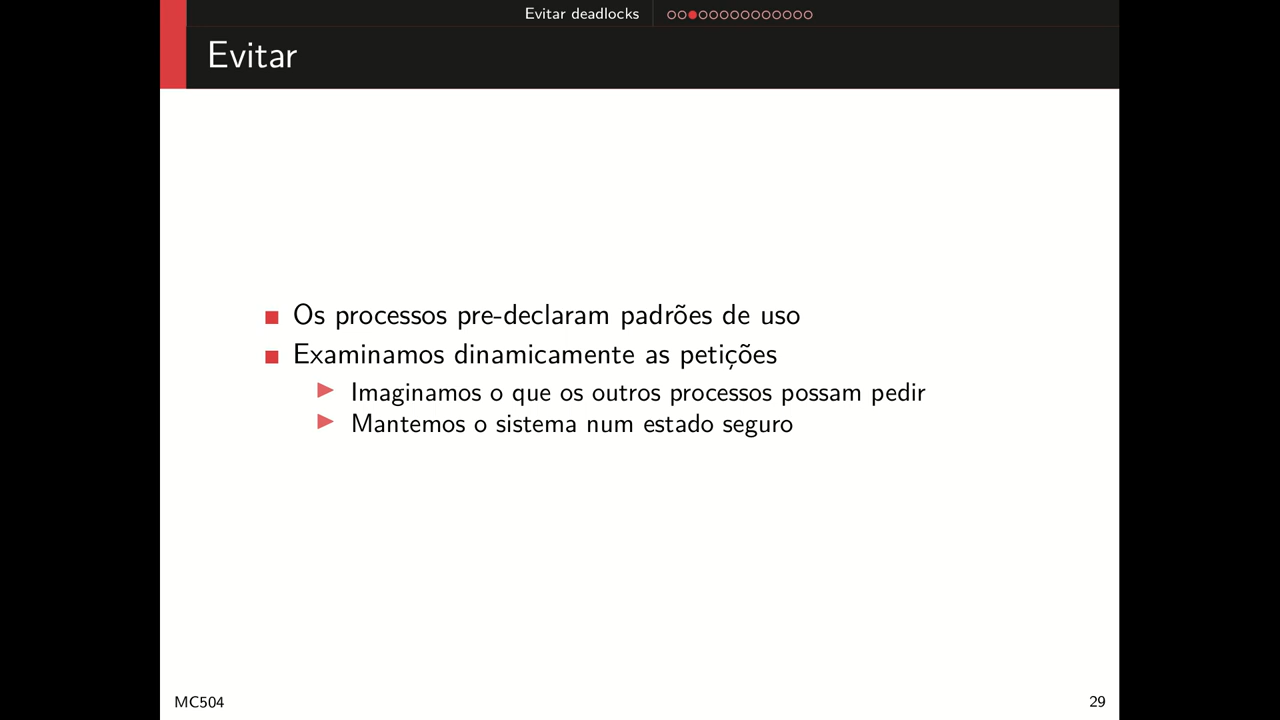 Evitar deadlocks
Evitar
Os processos pre-declaram padrões de uso
Examinamos dinamicamente as petições
Imaginamos o que os outros processos possam pedir
Mantemos o sistema num estado seguro
MC504
29